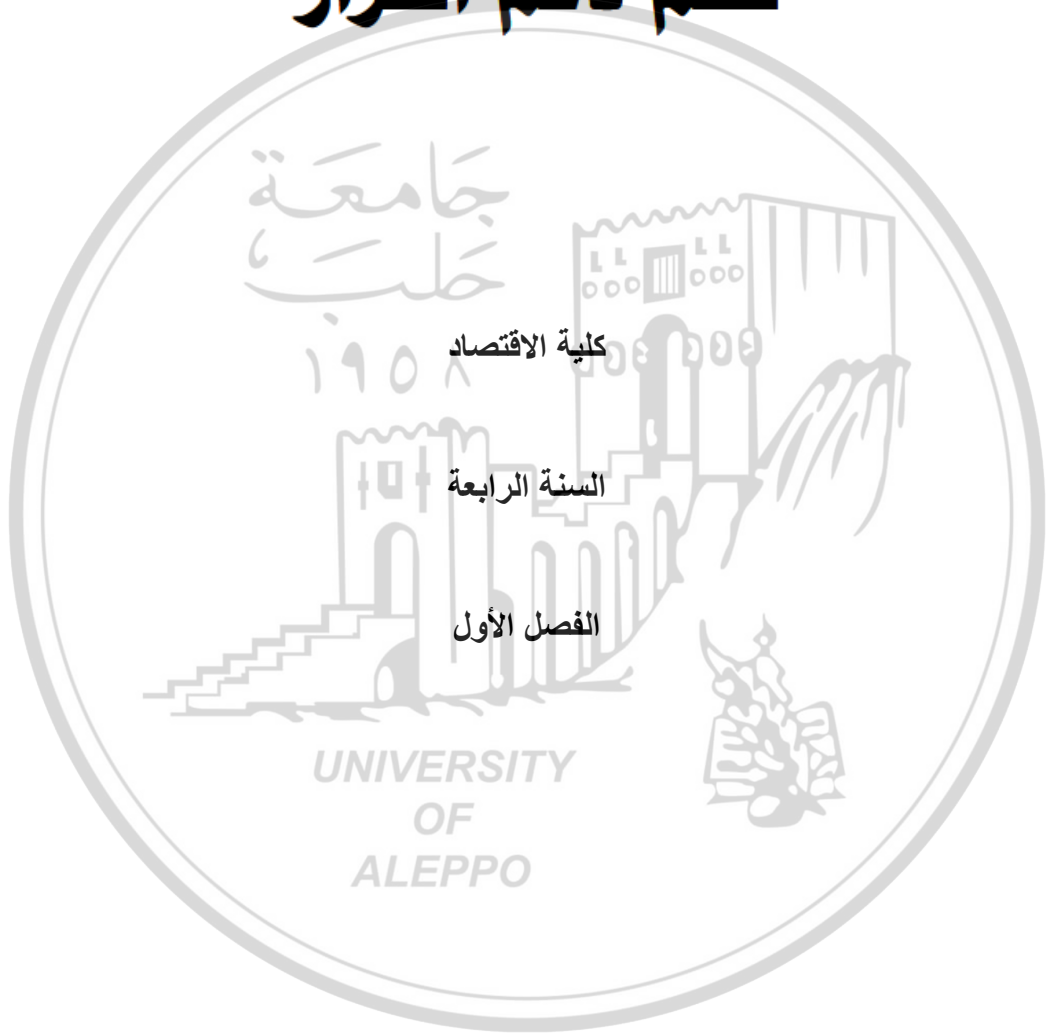 جامعة
حلب
١٩٥٨
كلية الاقتصاد
السنة الرابعة
الفصل الأول
UNIVERSITY
OF
ALEPPO